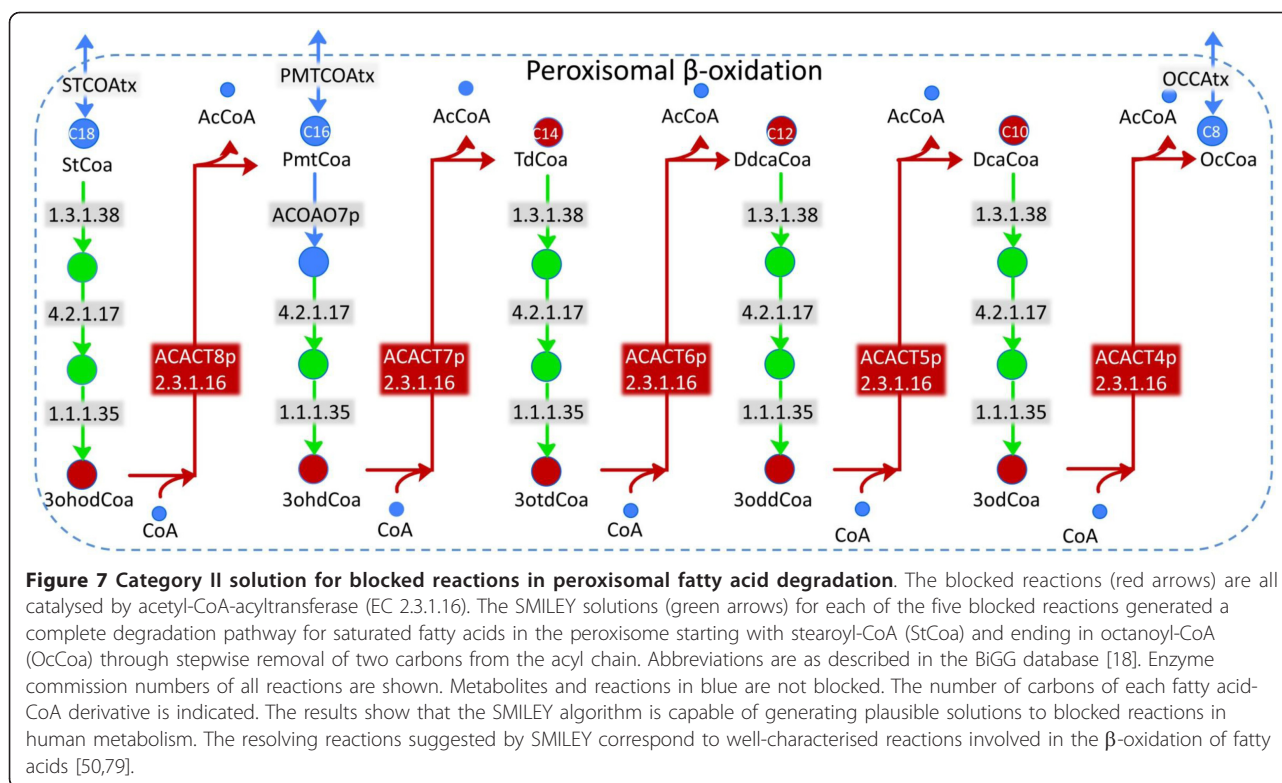 STCOAtx
PMTCOAtx
Peroxisomal β-oxidation
OCCAtx
AcCoA
AcCoA
AcCoA
AcCoA
AcCoA
C18
C16
C14
C12
C10
C8
StCoa
PmtCoa
TdCoa
DdcaCoa
DcaCoa
OcCoa
1.3.1.38
ACOAO7p
1.3.1.38
1.3.1.38
1.3.1.38
4.2.1.17
4.2.1.17
4.2.1.17
4.2.1.17
4.2.1.17
ACACT8p
2.3.1.16
ACACT7p
2.3.1.16
ACACT6p
2.3.1.16
ACACT5p
2.3.1.16
ACACT4p
2.3.1.16
1.1.1.35
1.1.1.35
1.1.1.35
1.1.1.35
1.1.1.35
3ohodCoa
3ohdCoa
3otdCoa
3oddCoa
3odCoa
CoA
CoA
CoA
CoA
CoA
Figure 7 Category II solution for blocked reactions in peroxisomal fatty acid degradation. The blocked reactions (red arrows) are all
catalysed by acetyl-CoA-acyltransferase (EC 2.3.1.16). The SMILEY solutions (green arrows) for each of the five blocked reactions generated a
complete degradation pathway for saturated fatty acids in the peroxisome starting with stearoyl-CoA (StCoa) and ending in octanoyl-CoA
(OcCoa) through stepwise removal of two carbons from the acyl chain. Abbreviations are as described in the BiGG database [18]. Enzyme
commission numbers of all reactions are shown. Metabolites and reactions in blue are not blocked. The number of carbons of each fatty acid-
CoA derivative is indicated. The results show that the SMILEY algorithm is capable of generating plausible solutions to blocked reactions in
human metabolism. The resolving reactions suggested by SMILEY correspond to well-characterised reactions involved in the β-oxidation of fatty
acids [50,79].